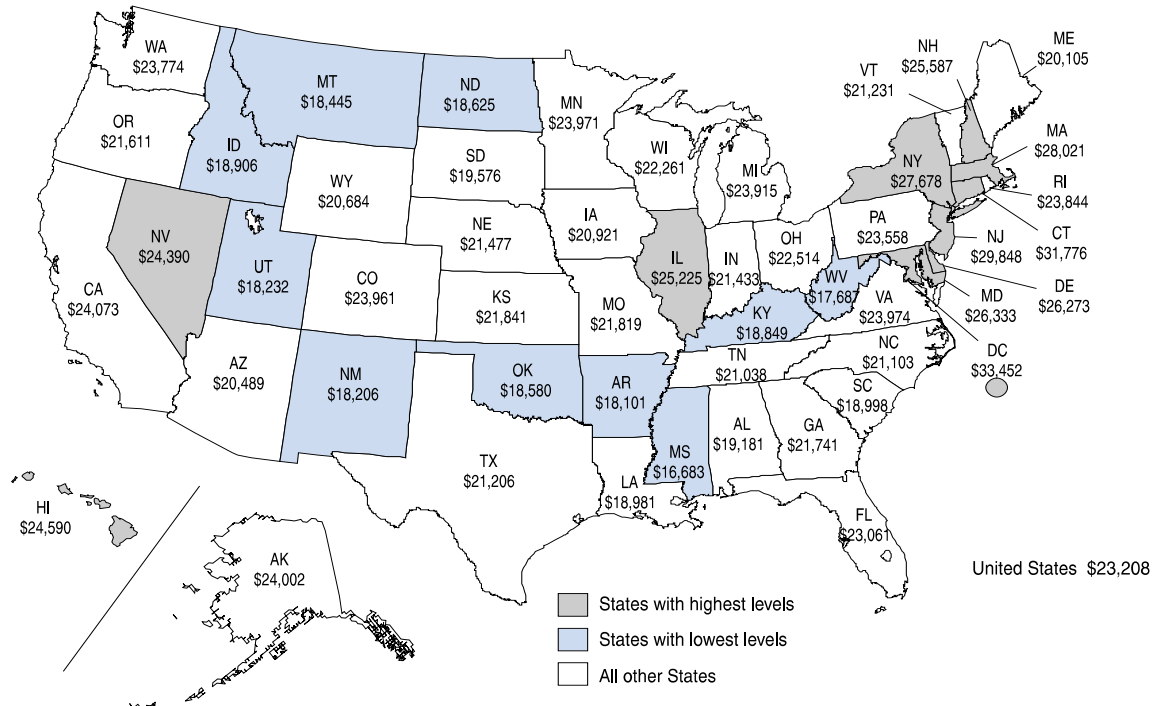 WA
$23,774
OR
$21,611
CA
$24,073
NV
$24,390
ID
$18,906
MT
$18,445
ND
$18,625
SD
$19,576
WY
$20,684
NE
$21,477
UT
$18,232
CO
$23,961
KS
$21,841
AZ
$20,489
NM
$18,206
OK
$18,580
TX
$21,206
MN
$23,971
IA
$20,921
MO
$21,819
AR
$18,101
LA
$18,981
WI
$22,261
IL
$25,225
MI
$23,915
IN
$21,433
OH
$22,514
KY
$18,849
TN
$21,038
MS
$16,683
AL
$19,181
GA
$21,741
FL
$23,061
SC
$18,998
NC
$21,103
VA
$23,974
WV
$17,687
PA
$23,558
NY
$27,678
VT
$21,231
NH
$25,587
ME
$20,105
MA
$28,021
RI
$23,844
CT
$31,776
NJ
$29,848
DE
$26,273
MD
$26,333
DC
$33,452
HI
$24,590
AK
$24,002
United States $23,208
States with highest levels
States with lowest levels
All other States